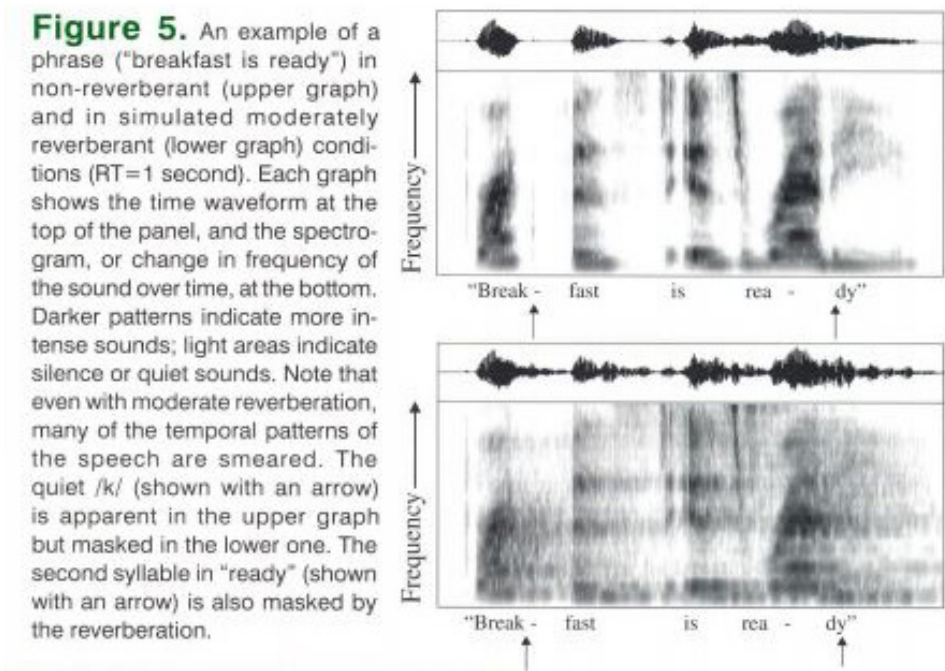 Figure 5. An example of a
phrase ("breakfast is ready") in
non-reverberant (upper graph)
and in simulated moderately
reverberant (lower graph) condi-
tions (RT=1 second). Each graph
shows the time waveform at the
top of the panel, and the spectro-
gram, or change in frequency of
the sound over time, at the bottom.
Darker patterns indicate more in-
tense sounds; light areas indicate
silence or quiet sounds. Note that
even with moderate reverberation,
many of the temporal patterns of
the speech are smeared. The
quiet /k/ (shown with an arrow)
is apparent in the upper graph
but masked in the lower one. The
second syllable in "ready" (shown
with an arrow) is also masked by
the reverberation.
Frequency
"Break - fast is rea - dy"
Frequency
"Break - fast is rea - dy"